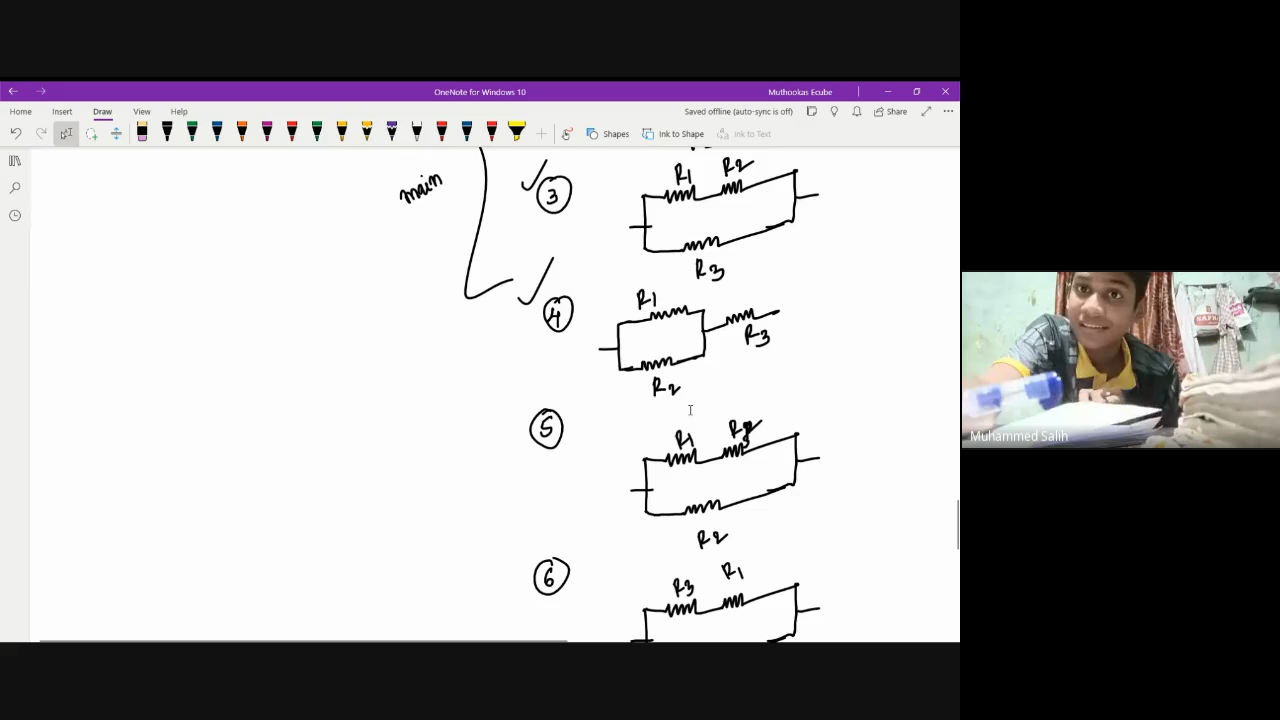 OneNote for Windows 10
Muthookas Ecube
Home Insert Draw View Help
Saved offline (auto-sync is off)
Share
Shapes
Ink to Shape
Ink to Text
main
3
R1 R2
R3
4
R1
R3
R2
5
R1
R2
6
R3 R1
Muhammed Salih